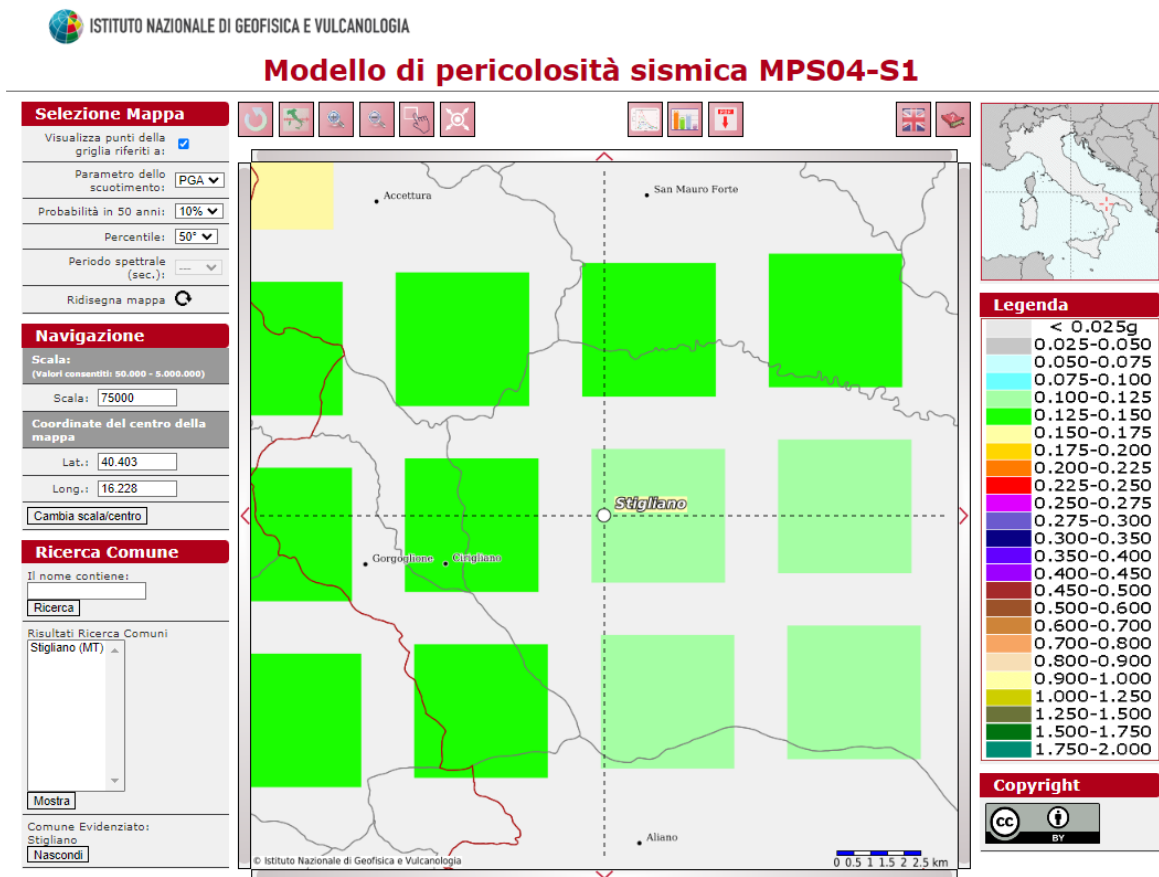 ISTITUTO NAZIONALE DI GEOFISICA E VULCANOLOGIA
Modello di pericolosità sismica MPS04-S1
Selezione Mappa
Visualizza punti della
griglia riferiti a:
Parametro dello
scuotimento:
PGA
Probabilità in 50 anni:
10%
Percentile:
50°
Periodo spettrale
(sec.):
---
Ridisegna mappa
Navigazione
Scala:
(Valori consentiti: 50.000 - 5.000.000)
Scala:
75000
Coordinate del centro della
mappa
Lat.:
40.403
Long.:
16.228
Cambia scala/centro
Ricerca Comune
Il nome contiene:
Ricerca
Risultati Ricerca Comuni
Stigliano (MT)
Mostra
Comune Evidenziato:
Stigliano
Nascondi
Accettura
San Mauro Forte
Stigliano
Gorgoglione
Cirigliano
Aliano
© Istituto Nazionale di Geofisica e Vulcanologia
0 0.5 1 1.5 2 2.5 km
Legenda
< 0.025g
0.025-0.050
0.050-0.075
0.075-0.100
0.100-0.125
0.125-0.150
0.150-0.175
0.175-0.200
0.200-0.225
0.225-0.250
0.250-0.275
0.275-0.300
0.300-0.350
0.350-0.400
0.400-0.450
0.450-0.500
0.500-0.600
0.600-0.700
0.700-0.800
0.800-0.900
0.900-1.000
1.000-1.250
1.250-1.500
1.500-1.750
1.750-2.000
Copyright
cc
BY